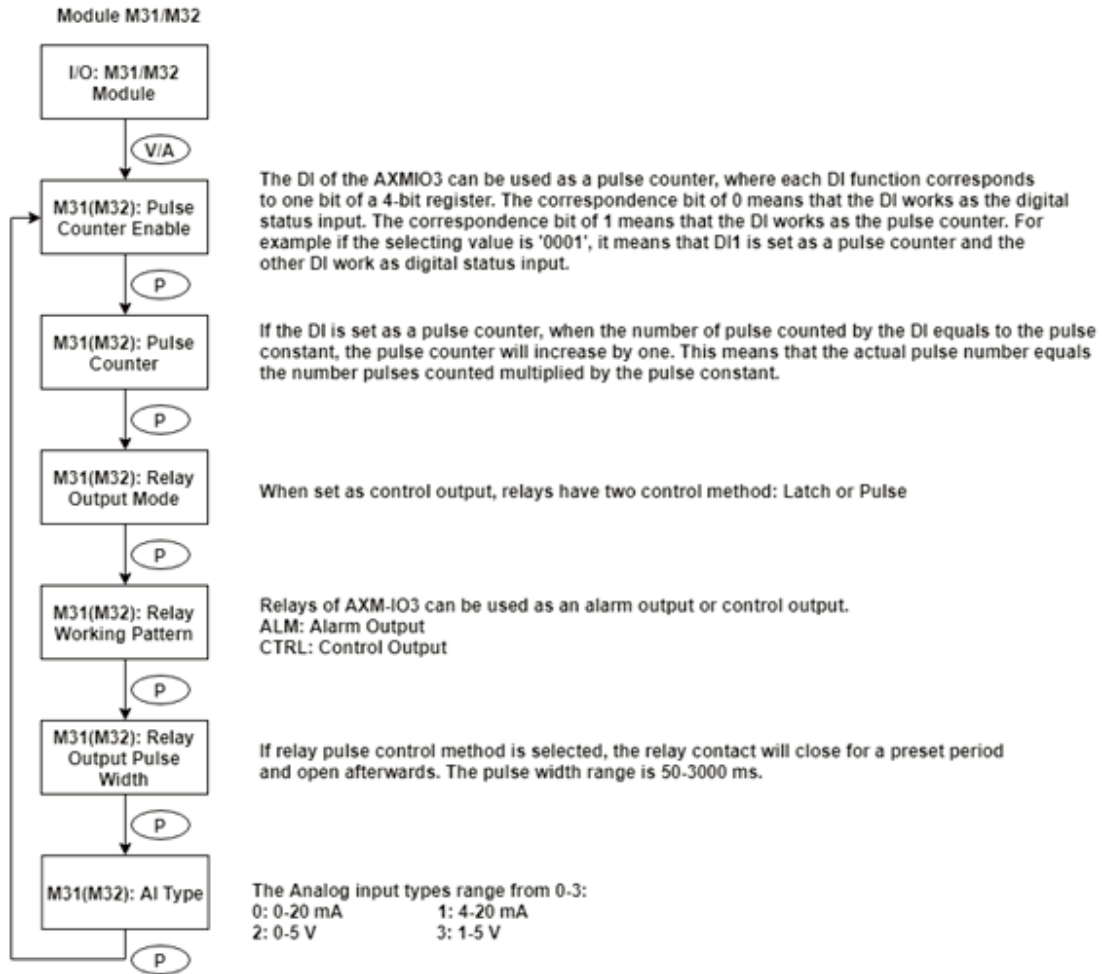 Module M31/M32
I/O: M31/M32
Module
V/A
M31(M32): Pulse
Counter Enable
The DI of the AXMIO3 can be used as a pulse counter, where each DI function corresponds
to one bit of a 4-bit register. The correspondence bit of 0 means that the DI works as the digital
status input. The correspondence bit of 1 means that the DI works as the pulse counter. For
example if the selecting value is '0001', it means that DI1 is set as a pulse counter and the
other DI work as digital status input.
P
M31(M32): Pulse
Counter
If the DI is set as a pulse counter, when the number of pulse counted by the DI equals to the pulse
constant, the pulse counter will increase by one. This means that the actual pulse number equals
the number pulses counted multiplied by the pulse constant.
P
M31(M32): Relay
Output Mode
When set as control output, relays have two control method: Latch or Pulse
P
M31(M32): Relay
Working Pattern
Relays of AXM-IO3 can be used as an alarm output or control output.
ALM: Alarm Output
CTRL: Control Output
P
M31(M32): Relay
Output Pulse
Width
If relay pulse control method is selected, the relay contact will close for a preset period
and open afterwards. The pulse width range is 50-3000 ms.
P
M31(M32): AI Type
The Analog input types range from 0-3:
0: 0-20 mA 1: 4-20 mA
2: 0-5 V 3: 1-5 V
P